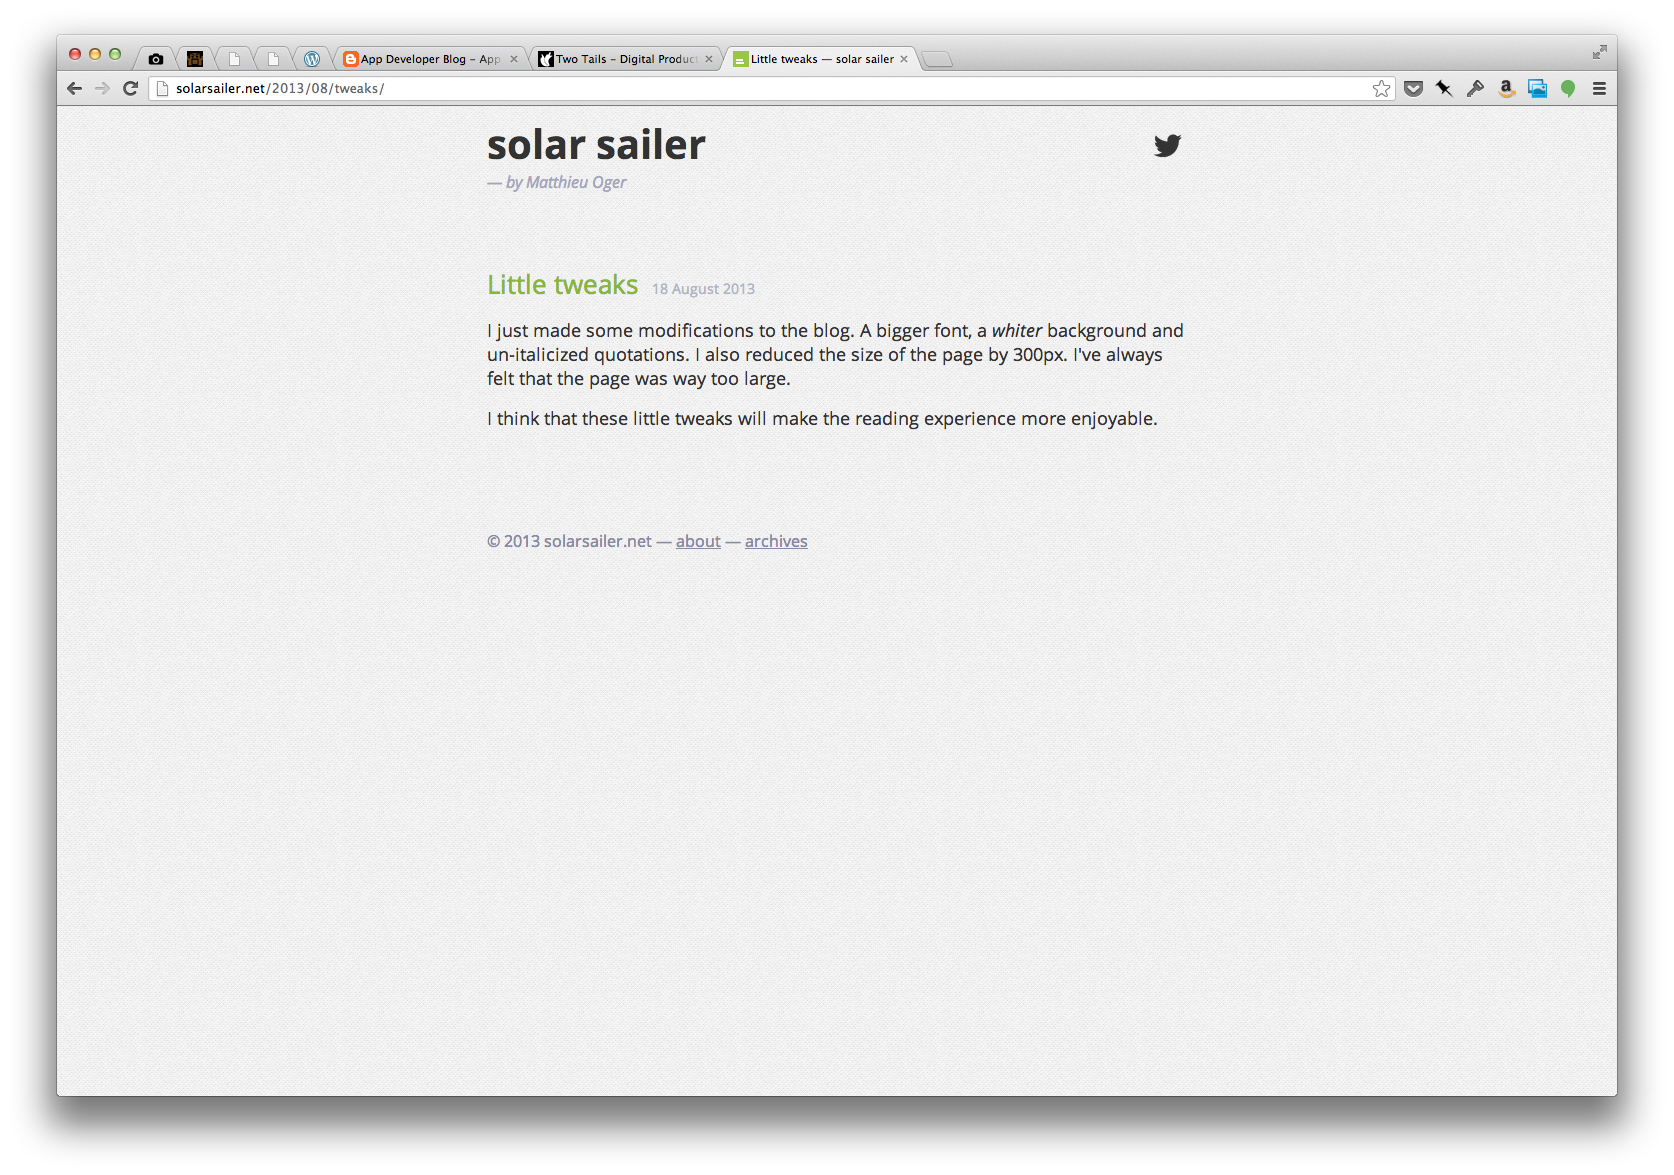 App Developer Blog – App
Two Tails – Digital Product
Little tweaks — solar sailer
solarsailer.net/2013/08/tweaks/
solar sailer
— by Matthieu Oger
Little tweaks 18 August 2013
I just made some modifications to the blog. A bigger font, a whiter background and
un-italicized quotations. I also reduced the size of the page by 300px. I've always
felt that the page was way too large.
I think that these little tweaks will make the reading experience more enjoyable.
© 2013 solarsailer.net — about — archives